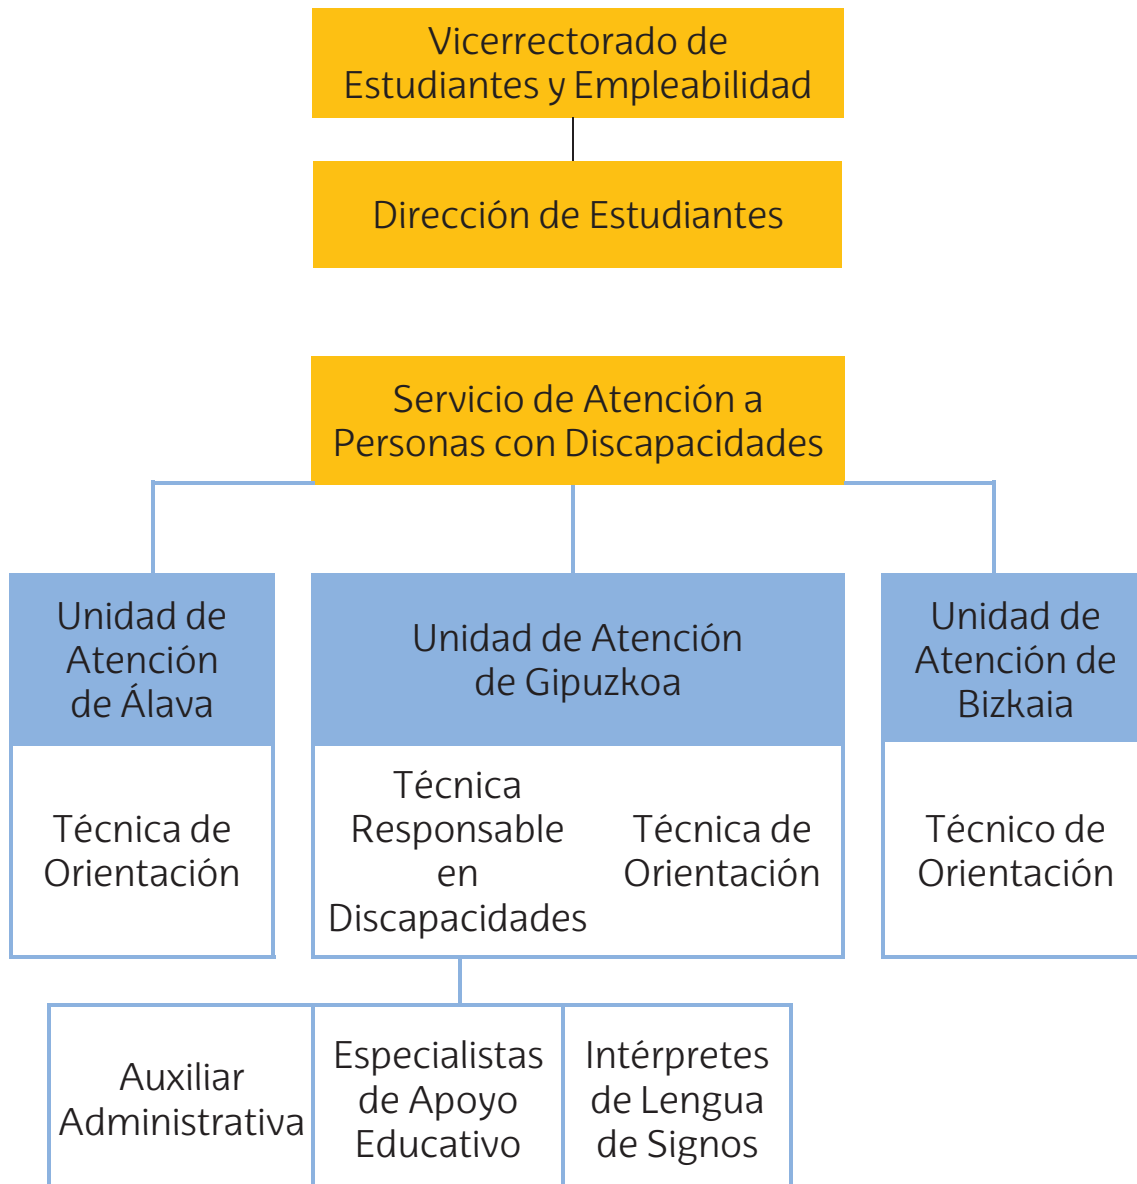 Vicerrectorado de
Estudiantes y Empleabilidad
Dirección de Estudiantes
Servicio de Atención a
Personas con Discapacidades
Unidad de
Atención
de Álava
Técnica de
Orientación
Unidad de Atención
de Gipuzkoa
Técnica
Responsable
en
Discapacidades
Técnica de
Orientación
Unidad de
Atención de
Bizkaia
Técnico de
Orientación
Auxiliar
Administrativa
Especialistas
de Apoyo
Educativo
Intérpretes
de Lengua
de Signos